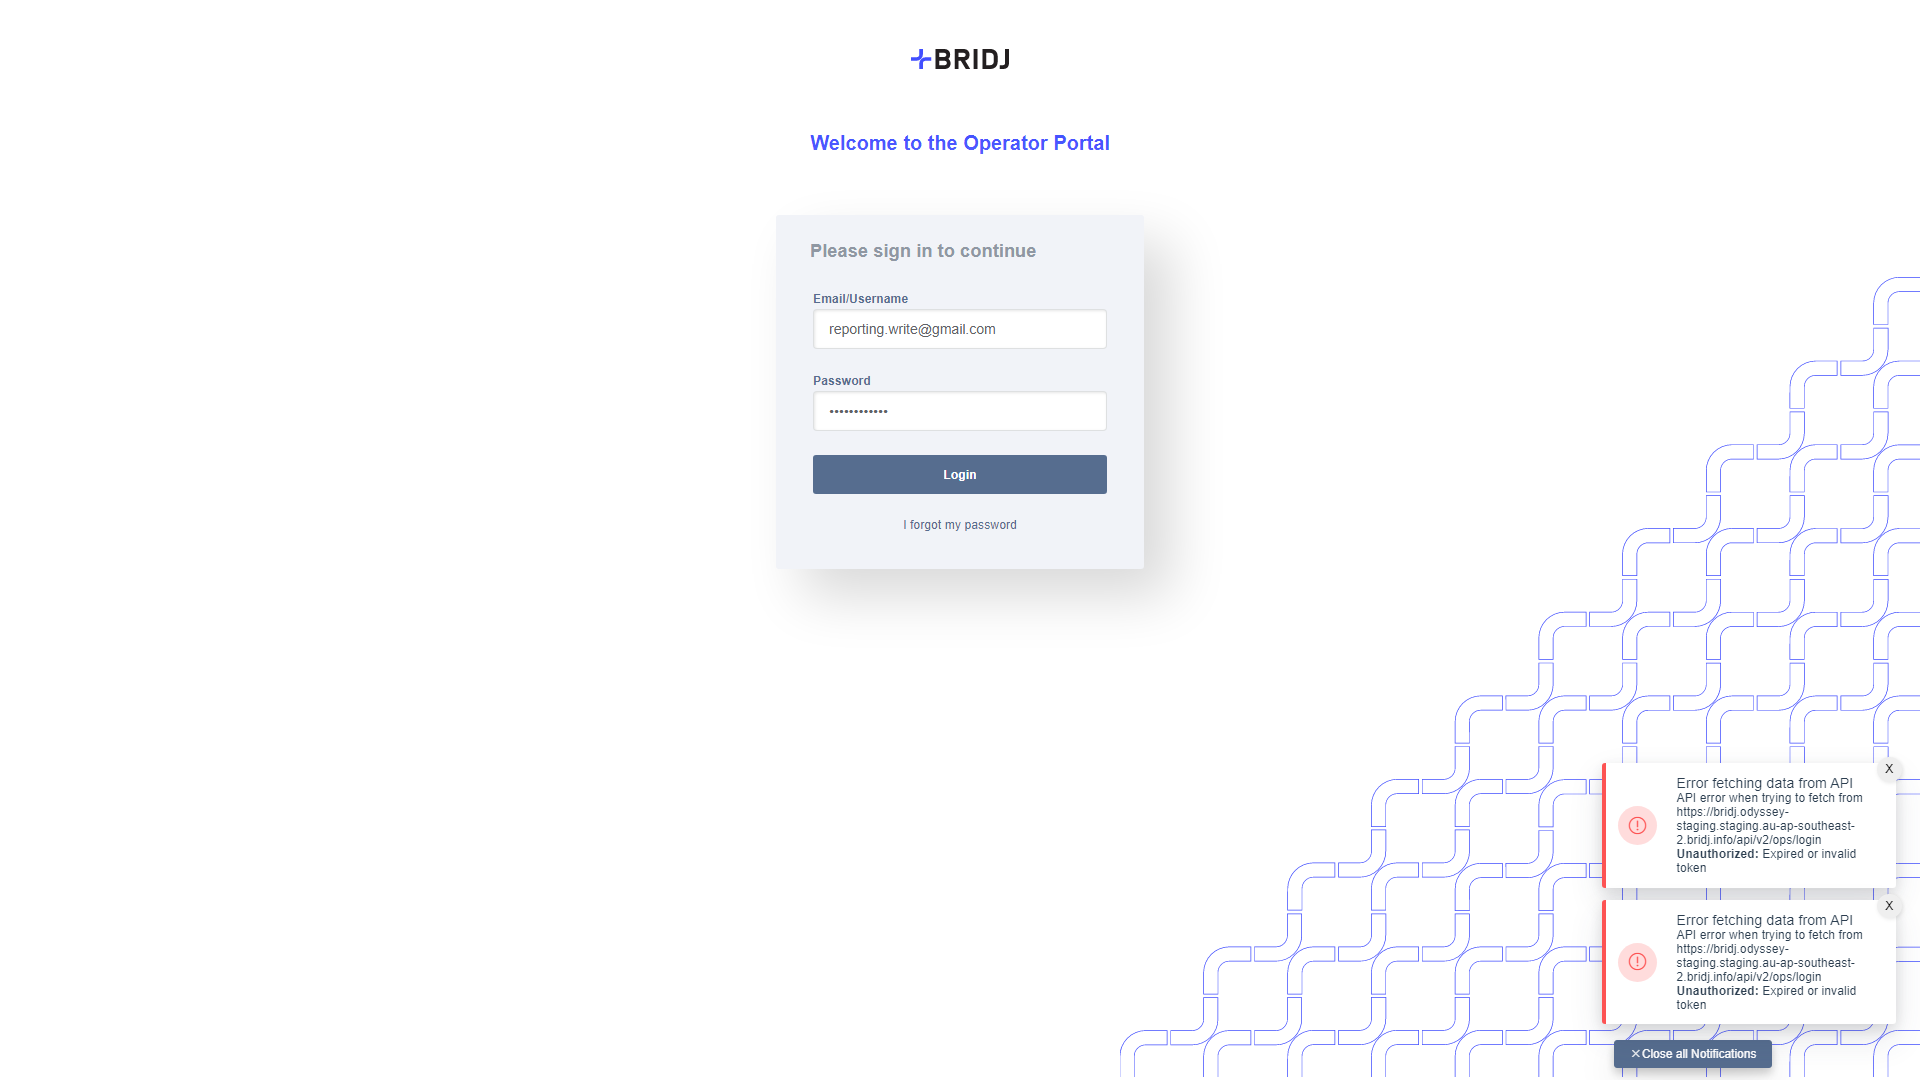 BRIDJ
Welcome to the Operator Portal
Please sign in to continue
Email/Username
reporting.write@gmail.com
Password
••••••••••••
Login
I forgot my password
X
Error fetching data from API
API error when trying to fetch from
https://bridj.odyssey-
staging.staging.au-ap-southeast-
2.bridj.info/api/v2/ops/login
Unauthorized: Expired or invalid
token
X
Error fetching data from API
API error when trying to fetch from
https://bridj.odyssey-
staging.staging.au-ap-southeast-
2.bridj.info/api/v2/ops/login
Unauthorized: Expired or invalid
token
✕Close all Notifications